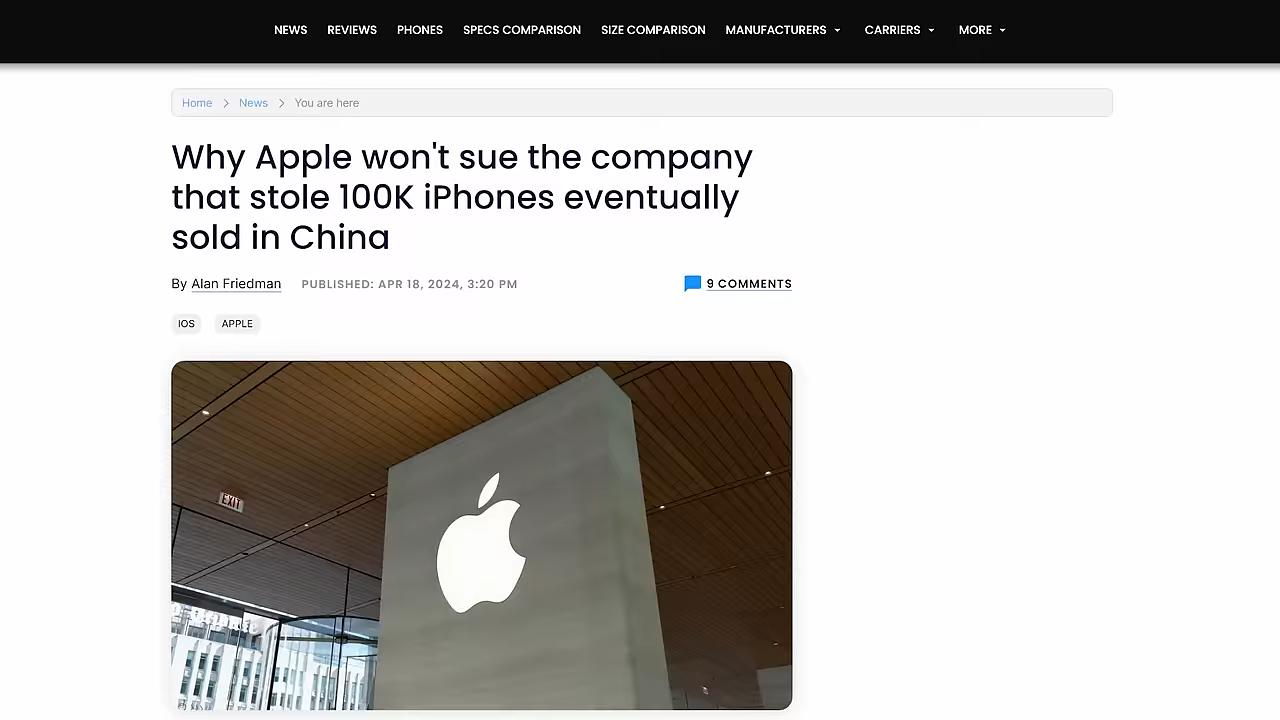 NEWS REVIEWS PHONES SPECS COMPARISON SIZE COMPARISON MANUFACTURERS CARRIERS MORE
Home > News > You are here
Why Apple won't sue the company
that stole 100K iPhones eventually
sold in China
By Alan Friedman PUBLISHED: APR 18, 2024, 3:20 PM 9 COMMENTS
IOS APPLE
EXIT